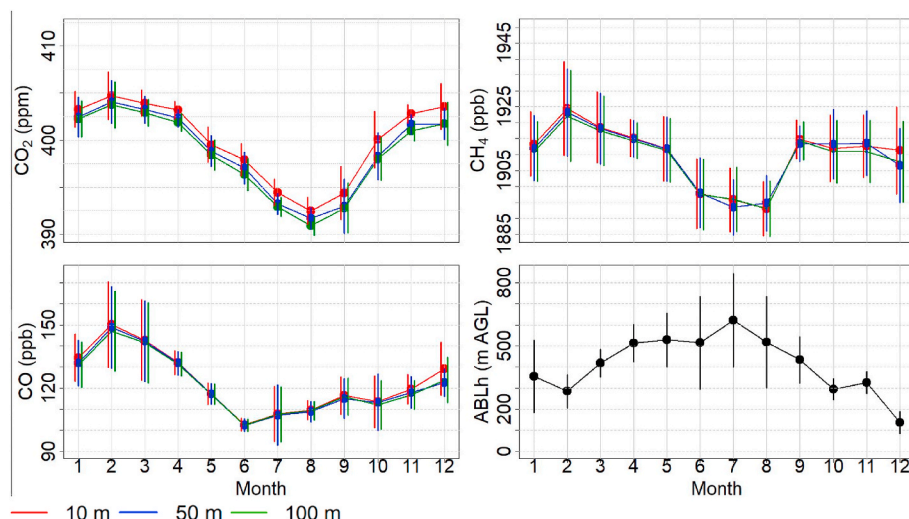 CO2 (ppm)
410
400
390
CH4 (ppb)
1945
1925
1905
1885
CO (ppb)
150
120
90
1 2 3 4 5 6 7 8 9 10 11 12
Month
ABLh (m AGL)
800
500
200
0
1 2 3 4 5 6 7 8 9 10 11 12
Month
10 m 50 m 100 m